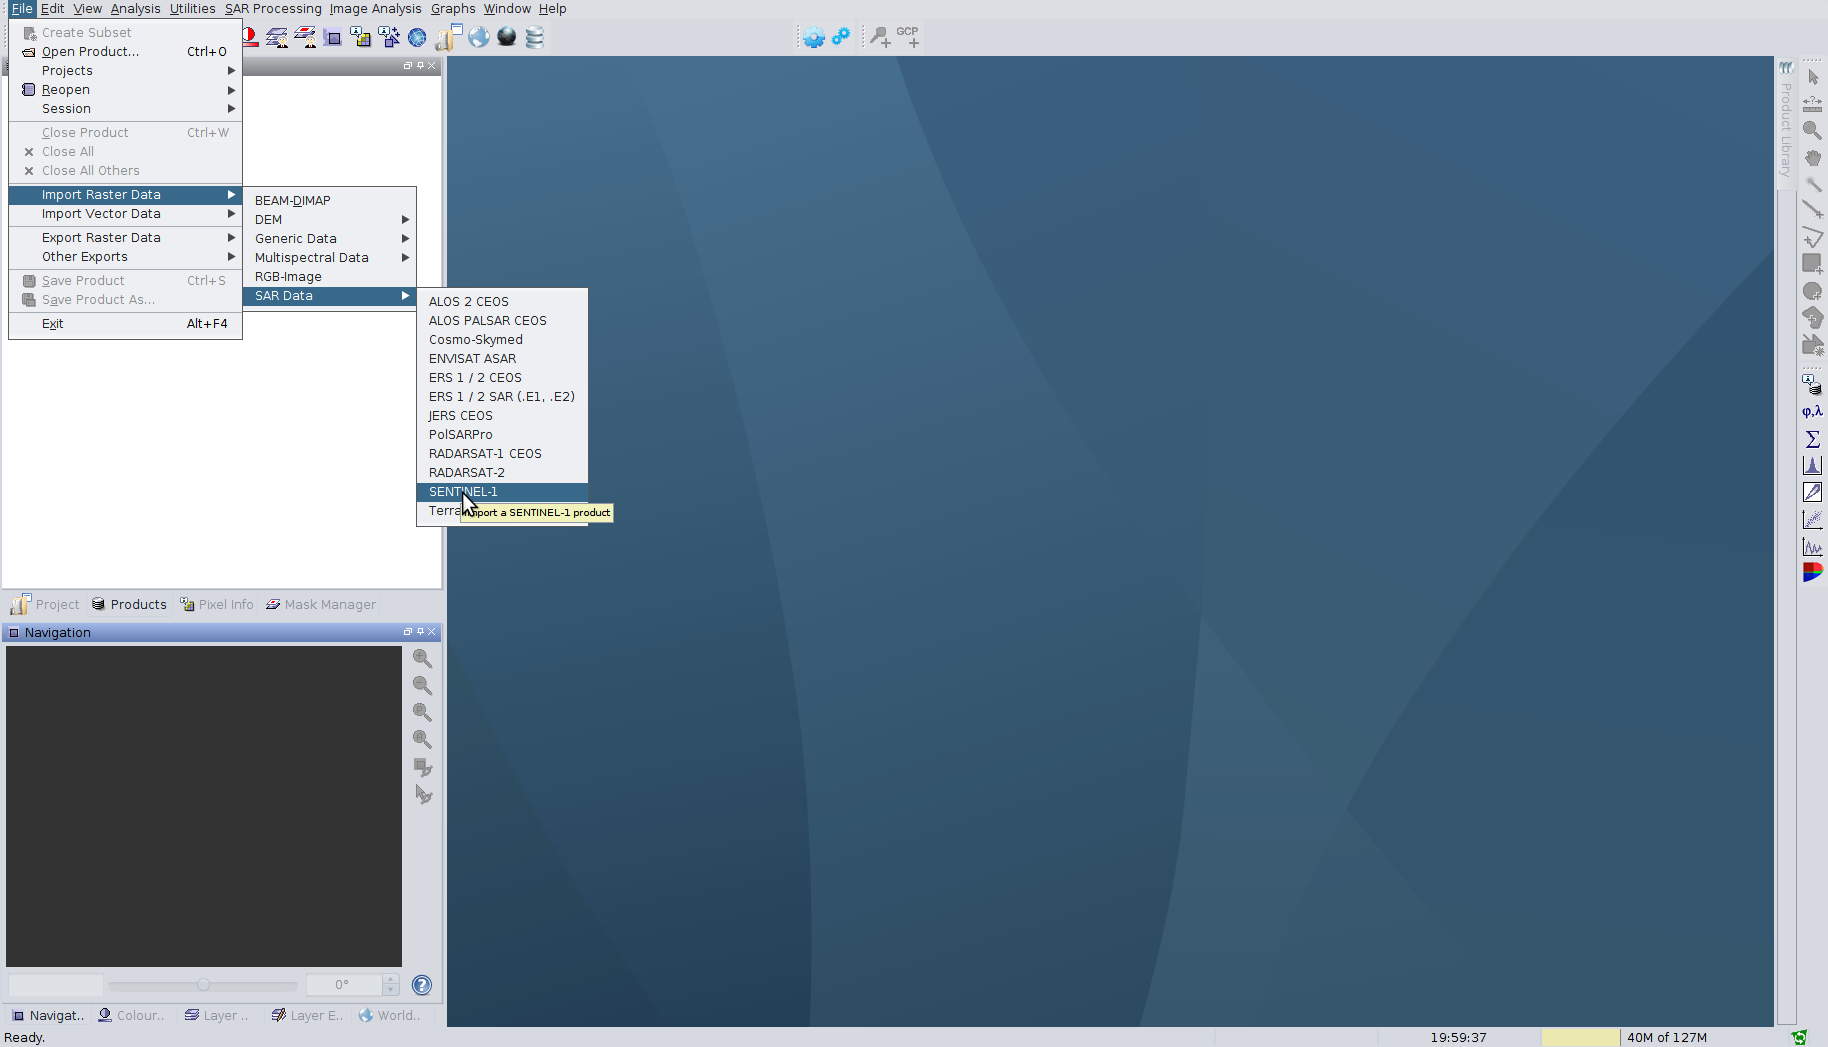 File Edit View Analysis Utilities SAR Processing Image Analysis Graphs Window Help
GCP
Create Subset
Open Product... Ctrl+O
Projects
Reopen
Session
Close Product Ctrl+W
Close All
Close All Others
Import Raster Data
Import Vector Data
Export Raster Data
Other Exports
Save Product Ctrl+S
Save Product As...
Exit Alt+F4
BEAM-DIMAP
DEM
Generic Data
Multispectral Data
RGB-Image
SAR Data
ALOS 2 CEOS
ALOS PALSAR CEOS
Cosmo-Skymed
ENVISAT ASAR
ERS 1 / 2 CEOS
ERS 1 / 2 SAR (.E1, .E2)
JERS CEOS
PolSARPro
RADARSAT-1 CEOS
RADARSAT-2
SENTINEL-1
a SENTINEL-1 product
Product Library
φ,λ
Σ
Project Products Pixel Info Mask Manager
Navigation
0°
?
Navigat.. Colour.. Layer .. Layer E.. World..
Ready. 19:59:37 40M of 127M